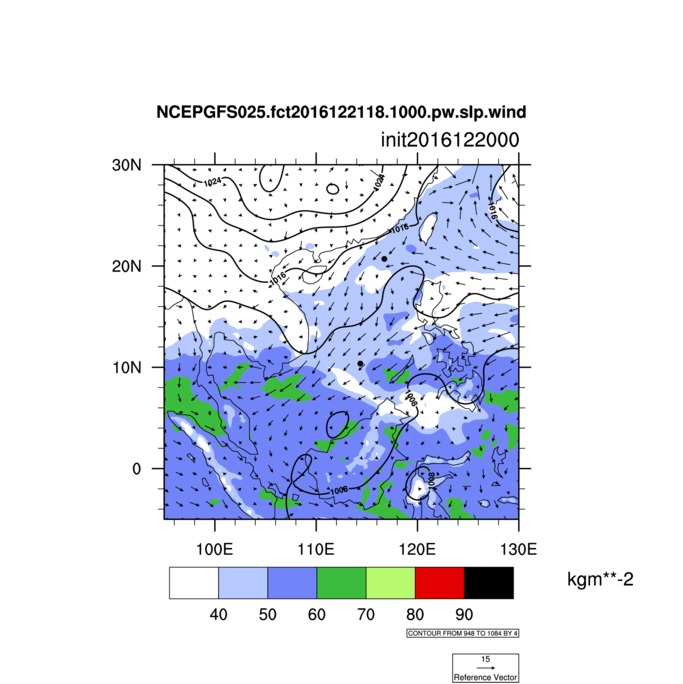 NCEPGFS025.fct2016122118.1000.pw.slp.wind
init2016122000
30N
20N
10N
0
1024
1024
1016
1016
1016
1008
1008
1008
100E 110E 120E 130E
40 50 60 70 80 90
kgm**-2
CONTOUR FROM 948 TO 1084 BY 4
15
Reference Vector